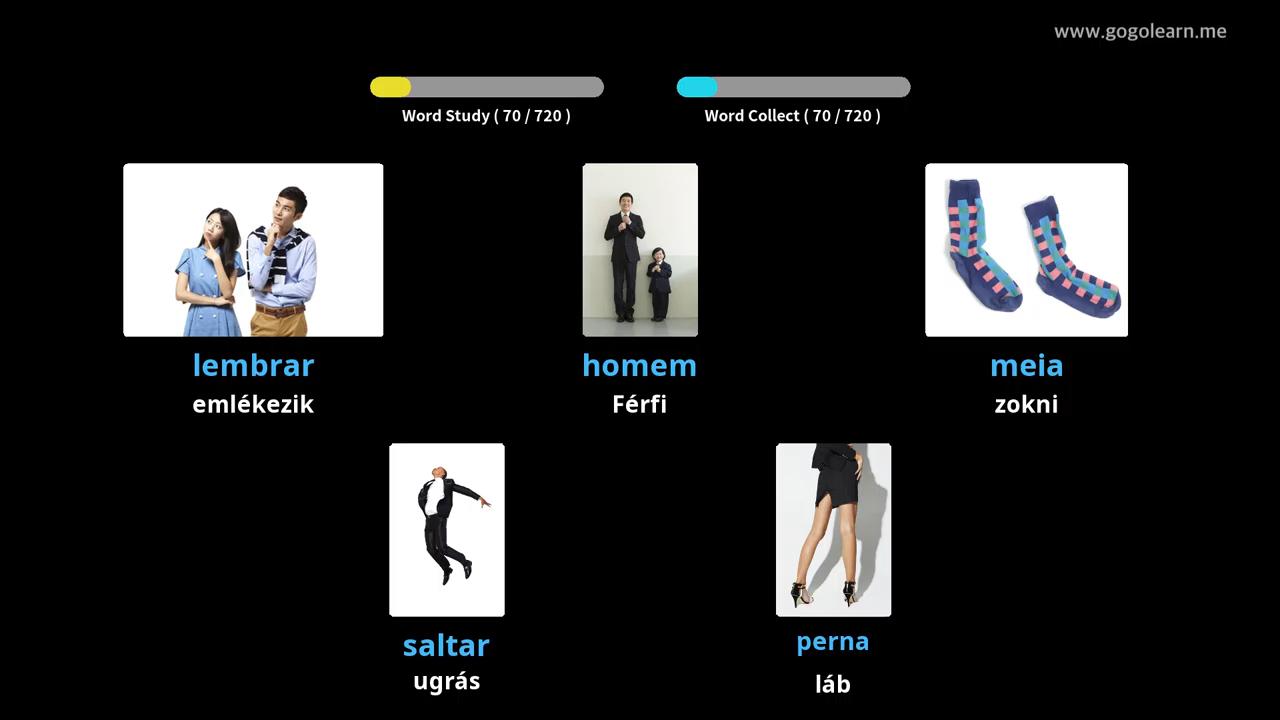 www.gogolearn.me
Word Study ( 70 / 720 )
Word Collect ( 70 / 720 )
lembrar
emlékezik
homem
Férfi
meia
zokni
saltar
ugrás
perna
láb